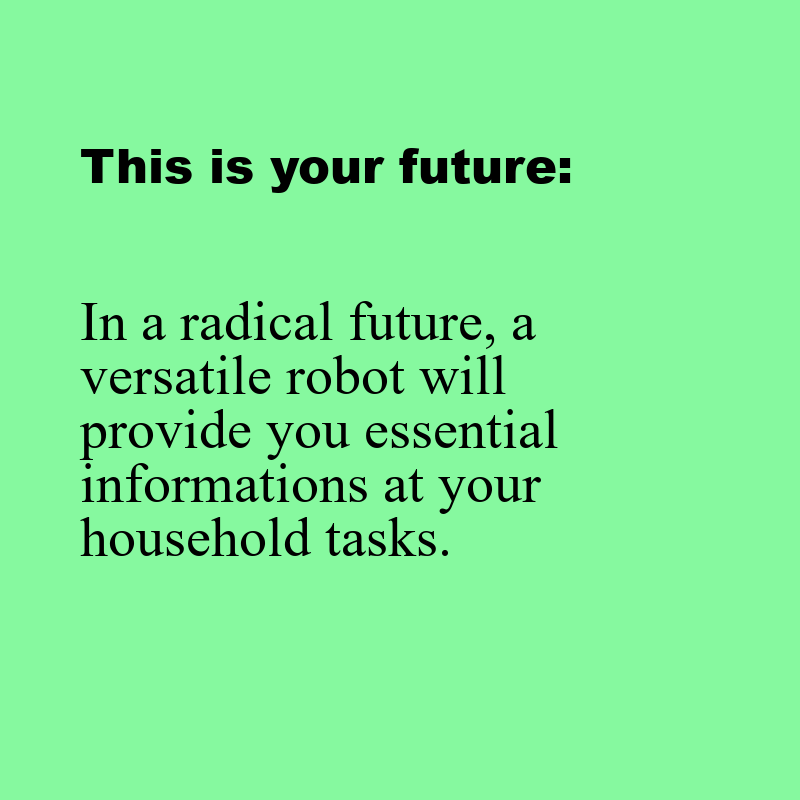 This is your future:
In a radical future, a
versatile robot will
provide you essential
informations at your
household tasks.